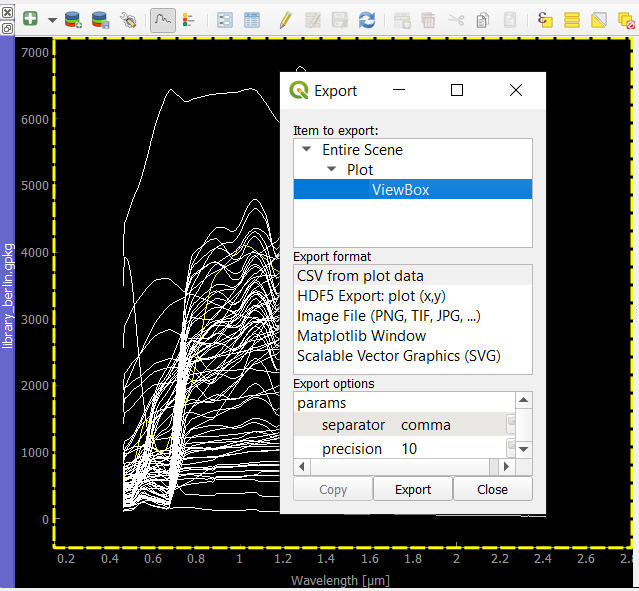 library_berlin.gpkg
7000
6000
5000
4000
3000
2000
1000
0
0.2
0.4
0.6
0.8
1
1.2
1.4
1.6
1.8
2
2.2
2.4
2.6
2.8
Wavelength [µm]
Export
Item to export:
Entire Scene
Plot
ViewBox
Export format
CSV from plot data
HDF5 Export: plot (x,y)
Image File (PNG, TIF, JPG, ...)
Matplotlib Window
Scalable Vector Graphics (SVG)
Export options
params
separator comma
precision 10
Copy Export Close